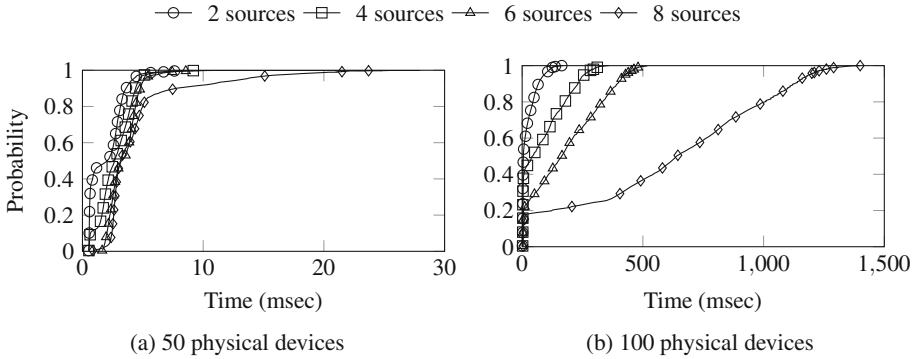 2 sources 4 sources 6 sources 8 sources
Probability
1
0.8
0.6
0.4
0.2
0
0 10 20 30
Time (msec)
(a) 50 physical devices
1
0.8
0.6
0.4
0.2
0
0 500 1,000 1,500
Time (msec)
(b) 100 physical devices